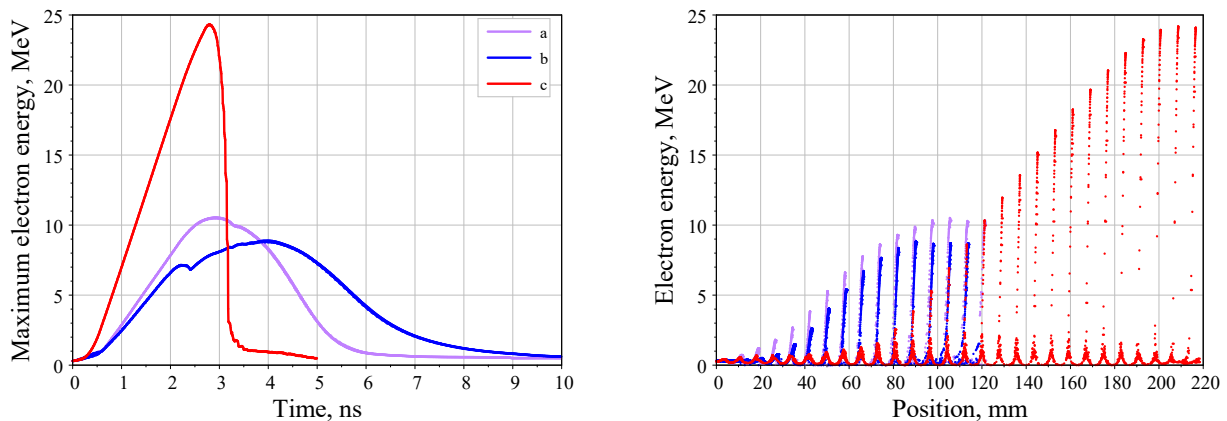 Maximum electron energy, MeV
25
20
15
10
5
0
0 1 2 3 4 5 6 7 8 9 10
Time, ns
a
b
c
Electron energy, MeV
25
20
15
10
5
0
0 20 40 60 80 100 120 140 160 180 200 220
Position, mm